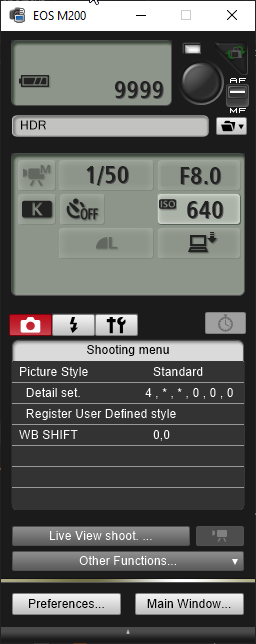 EOS M200
9999
AF
MF
HDR
M
1/50
F8.0
K
OFF
ISO
640
L
Shooting menu
Picture Style Standard
Detail set. 4 , * , * , 0 , 0 , 0
Register User Defined style
WB SHIFT 0,0
Live View shoot. ...
Other Functions...
Preferences...
Main Window...